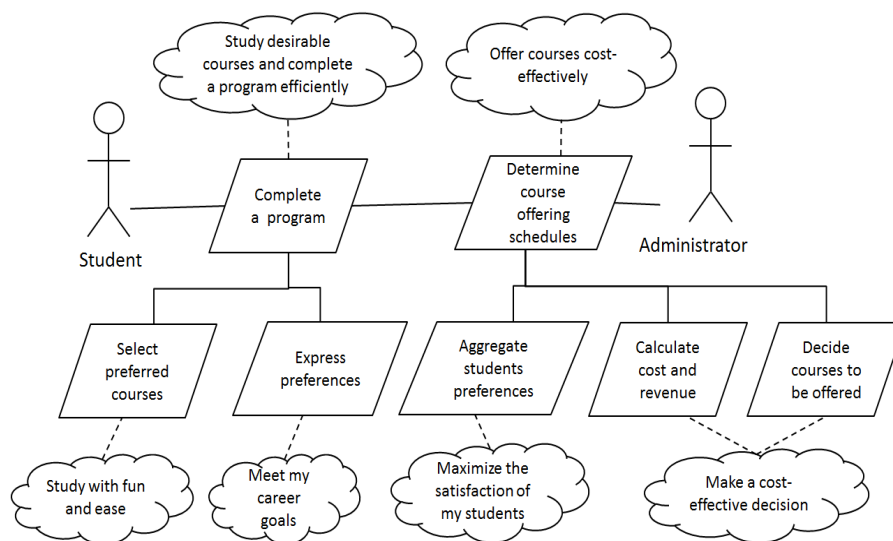 Study desirable
courses and complete
a program efficiently
Offer courses cost-
effectively
Complete
a program
Determine
course
offering
schedules
Student
Administrator
Select
preferred
courses
Express
preferences
Aggregate
students
preferences
Calculate
cost and
revenue
Decide
courses to
be offered
Study with fun
and ease
Meet my
career
goals
Maximize the
satisfaction of
my students
Make a cost-
effective decision